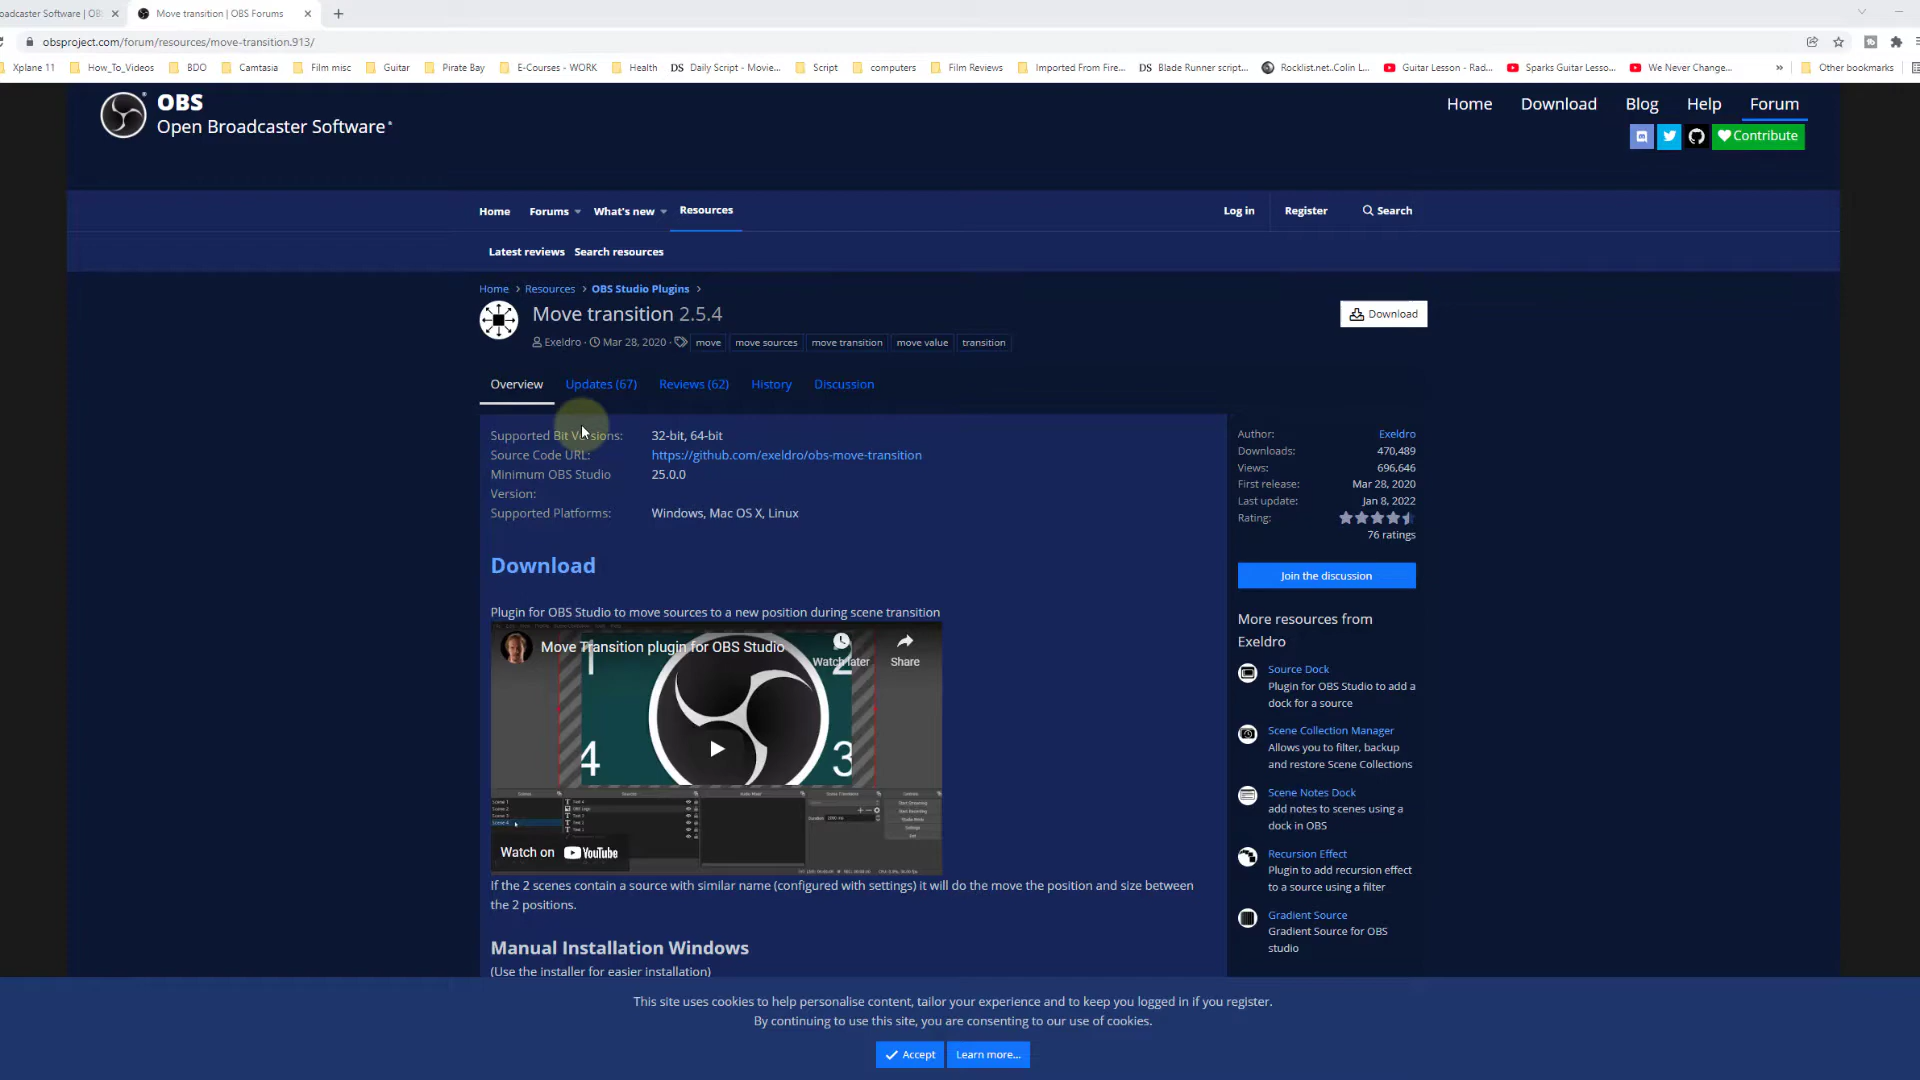 oadcaster Software | OB
Move transition | OBS Forums
obsproject.com/forum/resources/move-transition.913/
Xplane 11
How_To_Videos
BDO
Camtasia
Film misc
Guitar
Pirate Bay
E-Courses - WORK
Health
DS Daily Script - Movie...
Script
computers
Film Reviews
Imported From Fire...
DS Blade Runner script...
Rocklist.net..Colin L...
Guitar Lesson - Rad...
Sparks Guitar Lesso...
We Never Change...
»
Other bookmarks
OBS
Open Broadcaster Software
Home Download Blog Help Forum
Contribute
Home Forums What's new Resources Log in Register Search
Latest reviews Search resources
Home > Resources > OBS Studio Plugins >
Move transition 2.5.4
Download
Exeldro · Mar 28, 2020 · move move sources move transition move value transition
Overview Updates (67) Reviews (62) History Discussion
Supported Bit Versions: 32-bit, 64-bit
Source Code URL: https://github.com/exeldro/obs-move-transition
Minimum OBS Studio 25.0.0
Version:
Supported Platforms: Windows, Mac OS X, Linux
Download
Plugin for OBS Studio to move sources to a new position during scene transition
Move Transition plugin for OBS Studio
Watch later
Share
1
2
4
3
Watch on YouTube
If the 2 scenes contain a source with similar name (configured with settings) it will do the move the position and size between
the 2 positions.
Manual Installation Windows
(Use the installer for easier installation)
Author: Exeldro
Downloads: 470,489
Views: 696,646
First release: Mar 28, 2020
Last update: Jan 8, 2022
Rating:
76 ratings
Join the discussion
More resources from
Exeldro
Source Dock
Plugin for OBS Studio to add a
dock for a source
Scene Collection Manager
Allows you to filter, backup
and restore Scene Collections
Scene Notes Dock
add notes to scenes using a
dock in OBS
Recursion Effect
Plugin to add recursion effect
to a source using a filter
Gradient Source
Gradient Source for OBS
studio
This site uses cookies to help personalise content, tailor your experience and to keep you logged in if you register.
By continuing to use this site, you are consenting to our use of cookies.
Accept
Learn more...